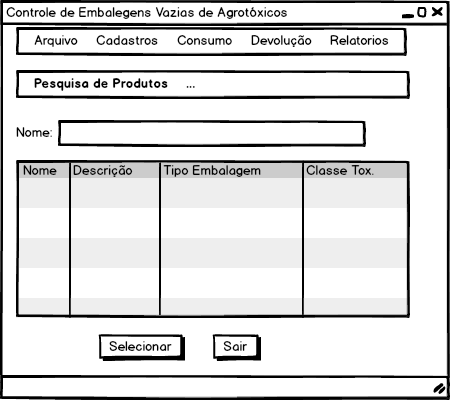 Controle de Embalegens Vazias de Agrotóxicos
Arquivo Cadastros Consumo Devolução Relatorios
Pesquisa de Produtos ...
Nome:
Nome Descrição Tipo Embalagem Classe Tox.
Selecionar Sair